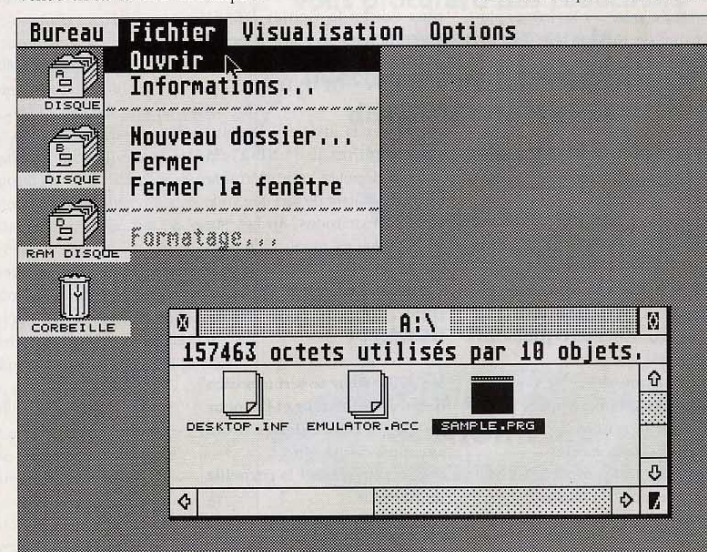 Bureau Fichier Visualisation Options
Ouvrir
Informations...
Nouveau dossier...
Fermer
Fermer la fenêtre
Formatage...
A
DISQUE
B
DISQUE
D
RAM DISQUE
CORBEILLE
A:\
157463 octets utilisés par 10 objets.
DESKTOP.INF EMULATOR.ACC SAMPLE.PRG